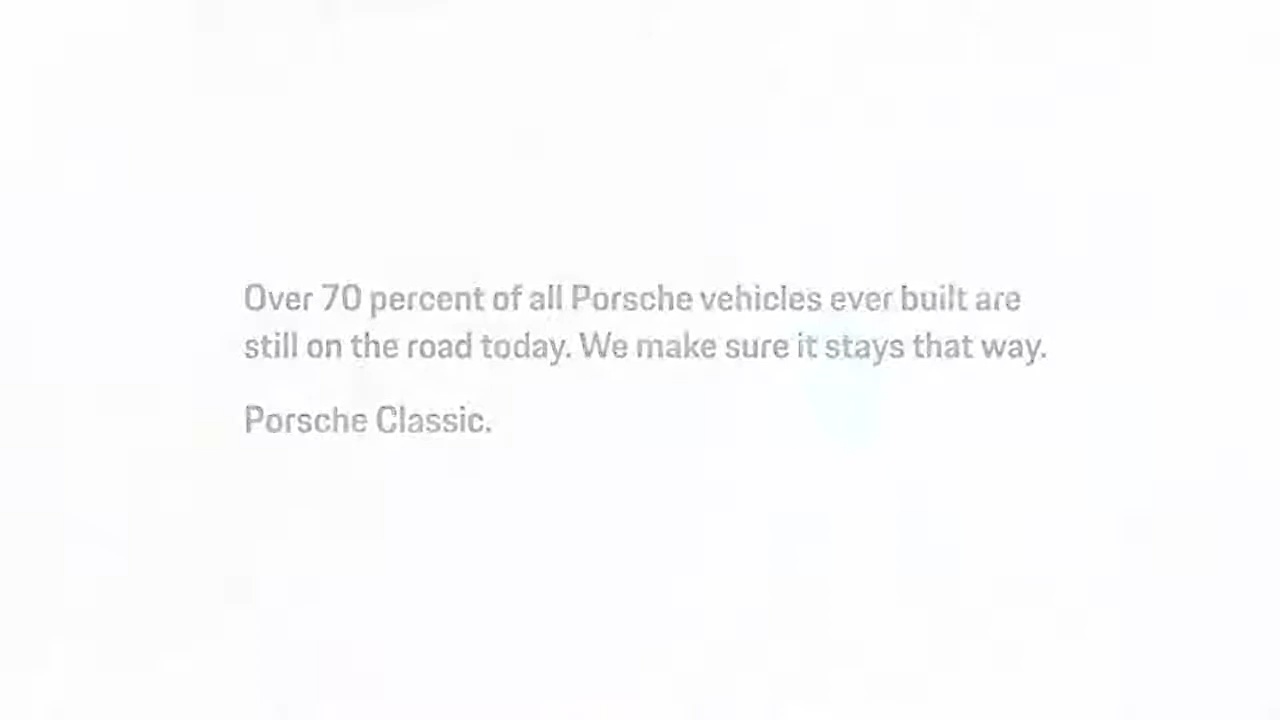 Over 70 percent of all Porsche vehicles ever built are
still on the road today. We make sure it stays that way.
Porsche Classic.